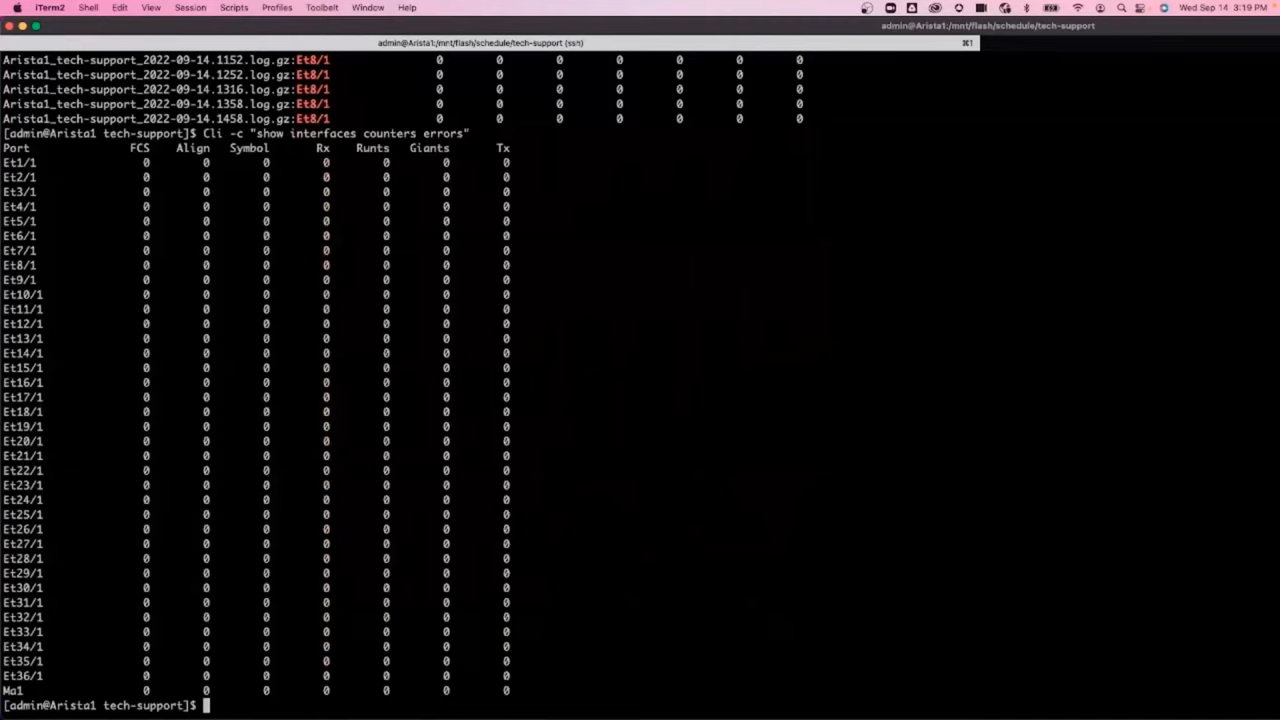 iTerm2 Shell Edit View Session Scripts Profiles Toolbelt Window Help Wed Sep 14 3:19 PM
admin@Arista1:/mnt/flash/schedule/tech-support
admin@Arista1:/mnt/flash/schedule/tech-support (ssh) ⌘1
Arista1_tech-support_2022-09-14.1152.log.gz:Et8/1 0 0 0 0 0 0 0
Arista1_tech-support_2022-09-14.1252.log.gz:Et8/1 0 0 0 0 0 0 0
Arista1_tech-support_2022-09-14.1316.log.gz:Et8/1 0 0 0 0 0 0 0
Arista1_tech-support_2022-09-14.1358.log.gz:Et8/1 0 0 0 0 0 0 0
Arista1_tech-support_2022-09-14.1458.log.gz:Et8/1 0 0 0 0 0 0 0
[admin@Arista1 tech-support]$ Cli -c "show interfaces counters errors"
Port FCS Align Symbol Rx Runts Giants Tx
Et1/1 0 0 0 0 0 0 0
Et2/1 0 0 0 0 0 0 0
Et3/1 0 0 0 0 0 0 0
Et4/1 0 0 0 0 0 0 0
Et5/1 0 0 0 0 0 0 0
Et6/1 0 0 0 0 0 0 0
Et7/1 0 0 0 0 0 0 0
Et8/1 0 0 0 0 0 0 0
Et9/1 0 0 0 0 0 0 0
Et10/1 0 0 0 0 0 0 0
Et11/1 0 0 0 0 0 0 0
Et12/1 0 0 0 0 0 0 0
Et13/1 0 0 0 0 0 0 0
Et14/1 0 0 0 0 0 0 0
Et15/1 0 0 0 0 0 0 0
Et16/1 0 0 0 0 0 0 0
Et17/1 0 0 0 0 0 0 0
Et18/1 0 0 0 0 0 0 0
Et19/1 0 0 0 0 0 0 0
Et20/1 0 0 0 0 0 0 0
Et21/1 0 0 0 0 0 0 0
Et22/1 0 0 0 0 0 0 0
Et23/1 0 0 0 0 0 0 0
Et24/1 0 0 0 0 0 0 0
Et25/1 0 0 0 0 0 0 0
Et26/1 0 0 0 0 0 0 0
Et27/1 0 0 0 0 0 0 0
Et28/1 0 0 0 0 0 0 0
Et29/1 0 0 0 0 0 0 0
Et30/1 0 0 0 0 0 0 0
Et31/1 0 0 0 0 0 0 0
Et32/1 0 0 0 0 0 0 0
Et33/1 0 0 0 0 0 0 0
Et34/1 0 0 0 0 0 0 0
Et35/1 0 0 0 0 0 0 0
Et36/1 0 0 0 0 0 0 0
Ma1 0 0 0 0 0 0 0
[admin@Arista1 tech-support]$